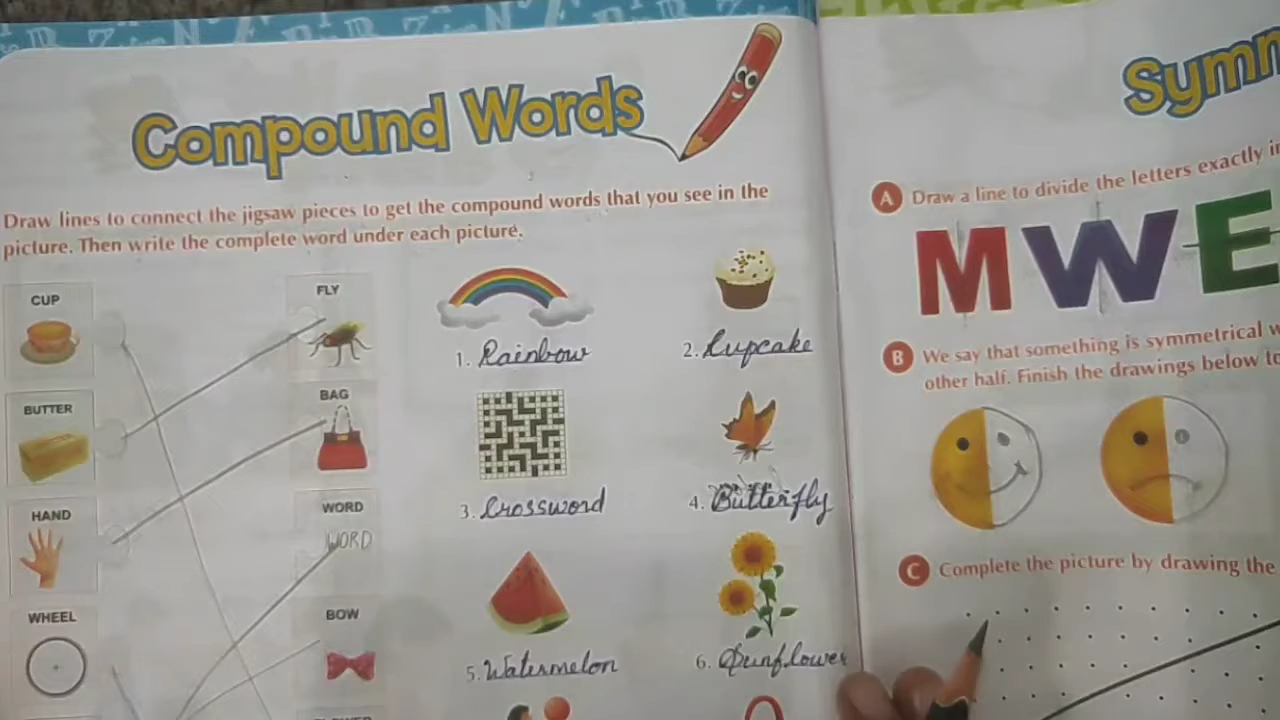 Compound Words
Draw lines to connect the jigsaw pieces to get the compound words that you see in the
picture. Then write the complete word under each picture.
CUP
FLY
BUTTER
BAG
HAND
WORD
WORD
WHEEL
BOW
1. Rainbow
2. Cupcake
3. Crossword
4. Butterfly
5. Watermelon
6. Sunflower
A Draw a line to divide the letters exactly
M W E
B We say that something is symmetrical
other half. Finish the drawings below
C Complete the picture by drawing the